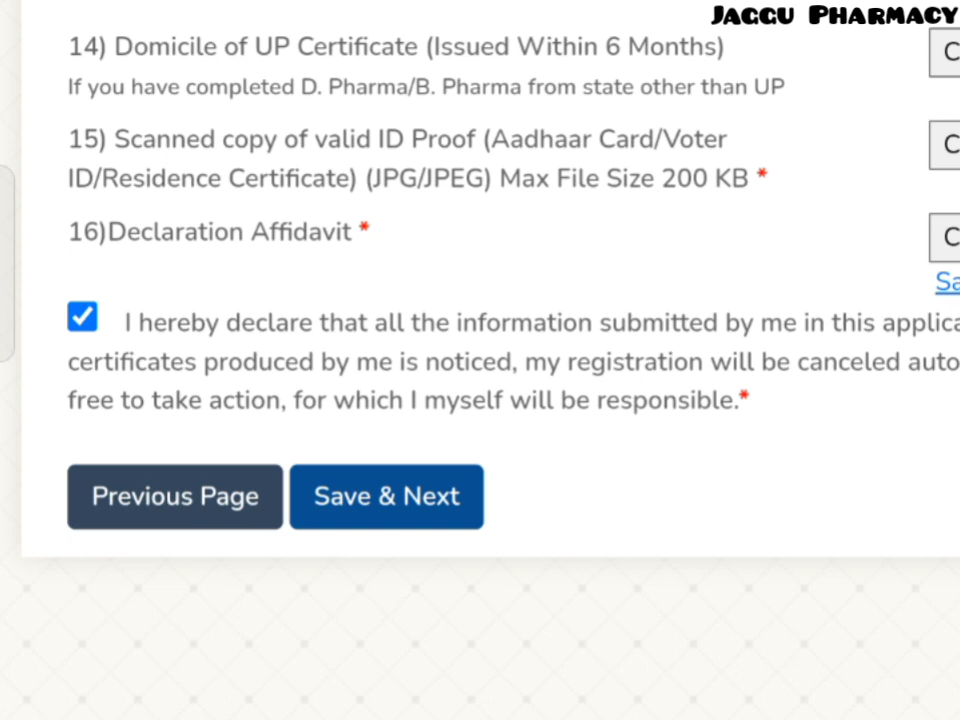 JAGGU PHARMACY
14) Domicile of UP Certificate (Issued Within 6 Months)
If you have completed D. Pharma/B. Pharma from state other than UP
15) Scanned copy of valid ID Proof (Aadhaar Card/Voter
ID/Residence Certificate) (JPG/JPEG) Max File Size 200 KB *
16)Declaration Affidavit *
I hereby declare that all the information submitted by me in this
certificates produced by me is noticed, my registration will be canceled
free to take action, for which I myself will be responsible.*
Previous Page Save & Next